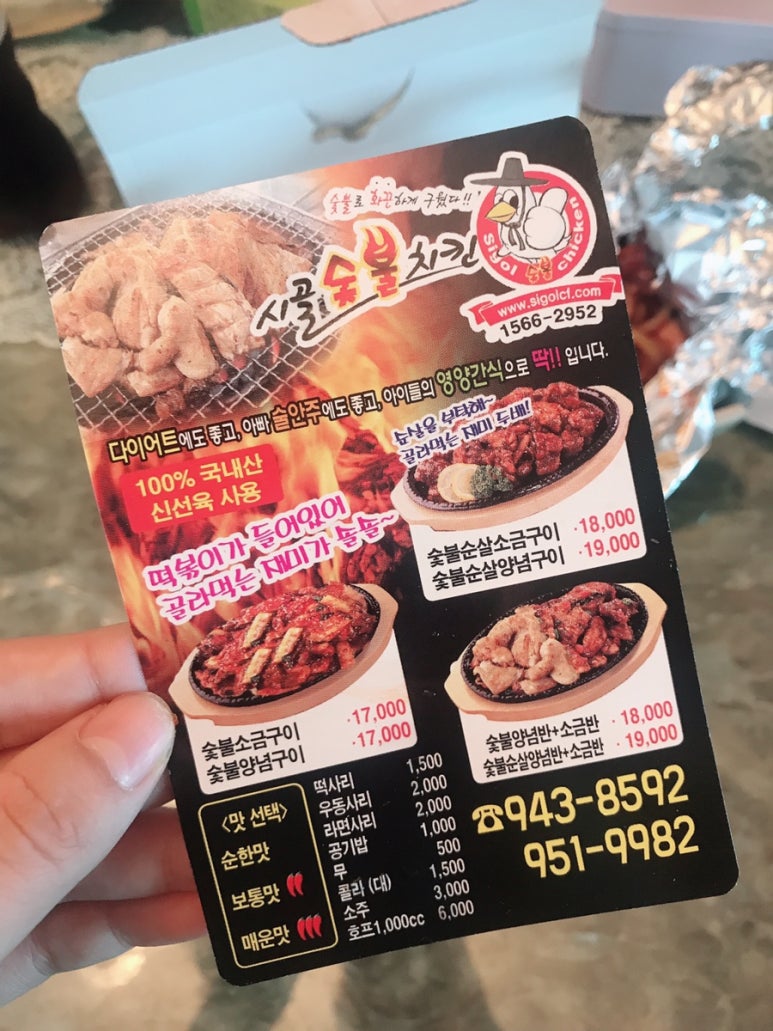 숯불로 화끈하게 구웠다!!
시골 숯불 치킨
Sigol 숯불 chicken
www.sigolcf.com
1566-2952
다이어트에도 좋고, 아빠 술안주에도 좋고, 아이들의 영양간식으로 딱!! 입니다.
100% 국내산
신선육 사용
순살을 부탁해~
골라먹는 재미 두배!
숯불순살소금구이 ·18,000
숯불순살양념구이 ·19,000
떡볶이가 들어있어
골라먹는 재미가 솔솔~
숯불소금구이 ·17,000
숯불양념구이 ·17,000
숯불양념반+소금반 ·18,000
숯불순살양념반+소금반 ·19,000
<맛 선택>
순한맛
보통맛
매운맛
떡사리 1,500
우동사리 2,000
라면사리 2,000
공기밥 1,000
무 500
콜라 (대) 1,500
소주 3,000
호프1,000cc 6,000
☎943-8592
951-9982